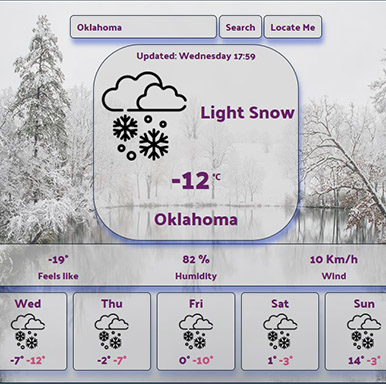 Oklahoma Search Locate Me
Updated: Wednesday 17:59
Light Snow
-12 °C
Oklahoma
-19° 82 % 10 Km/h
Feels like Humidity Wind
Wed Thu Fri Sat Sun
-7° -12° -2° -7° 0° -10° 1° -3° 14° -3°